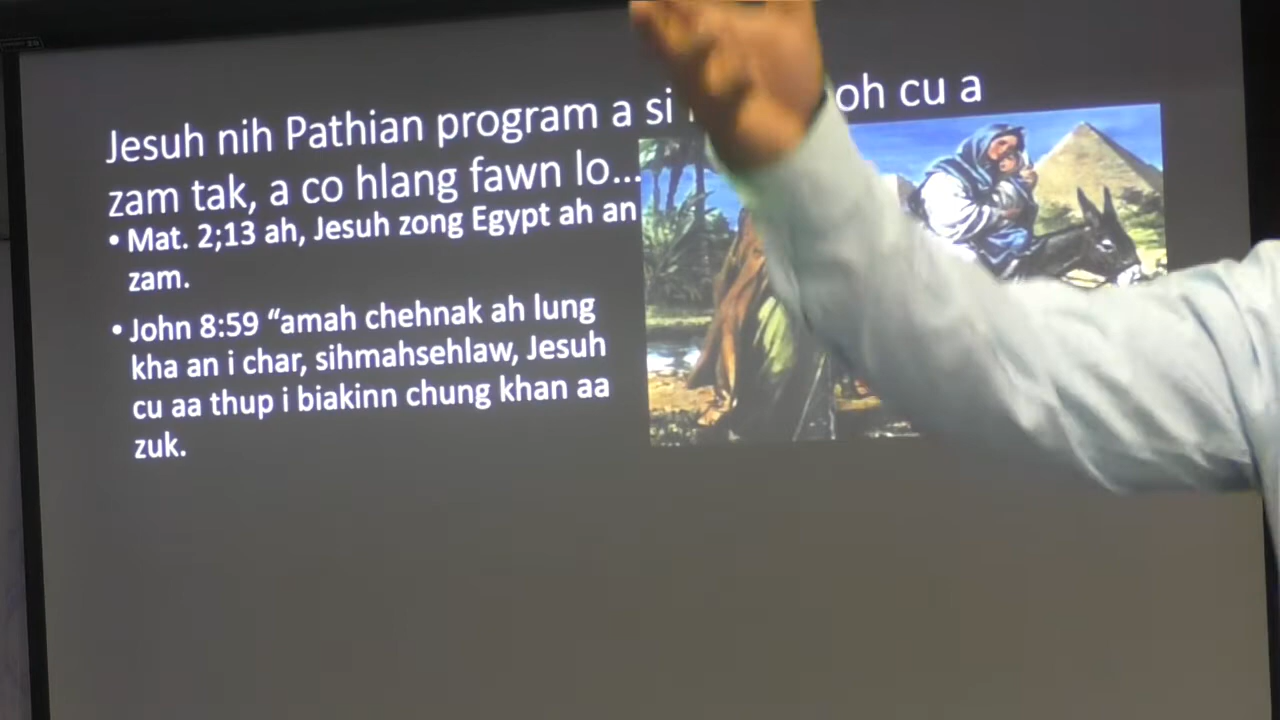 Jesuh nih Pathian program a si oh cu a
zam tak, a co hlang fawn lo...
• Mat. 2;13 ah, Jesuh zong Egypt ah an
zam.
• John 8:59 “amah chehnak ah lung
kha an i char, sihmahsehlaw, Jesuh
cu aa thup i biakinn chung khan aa
zuk.